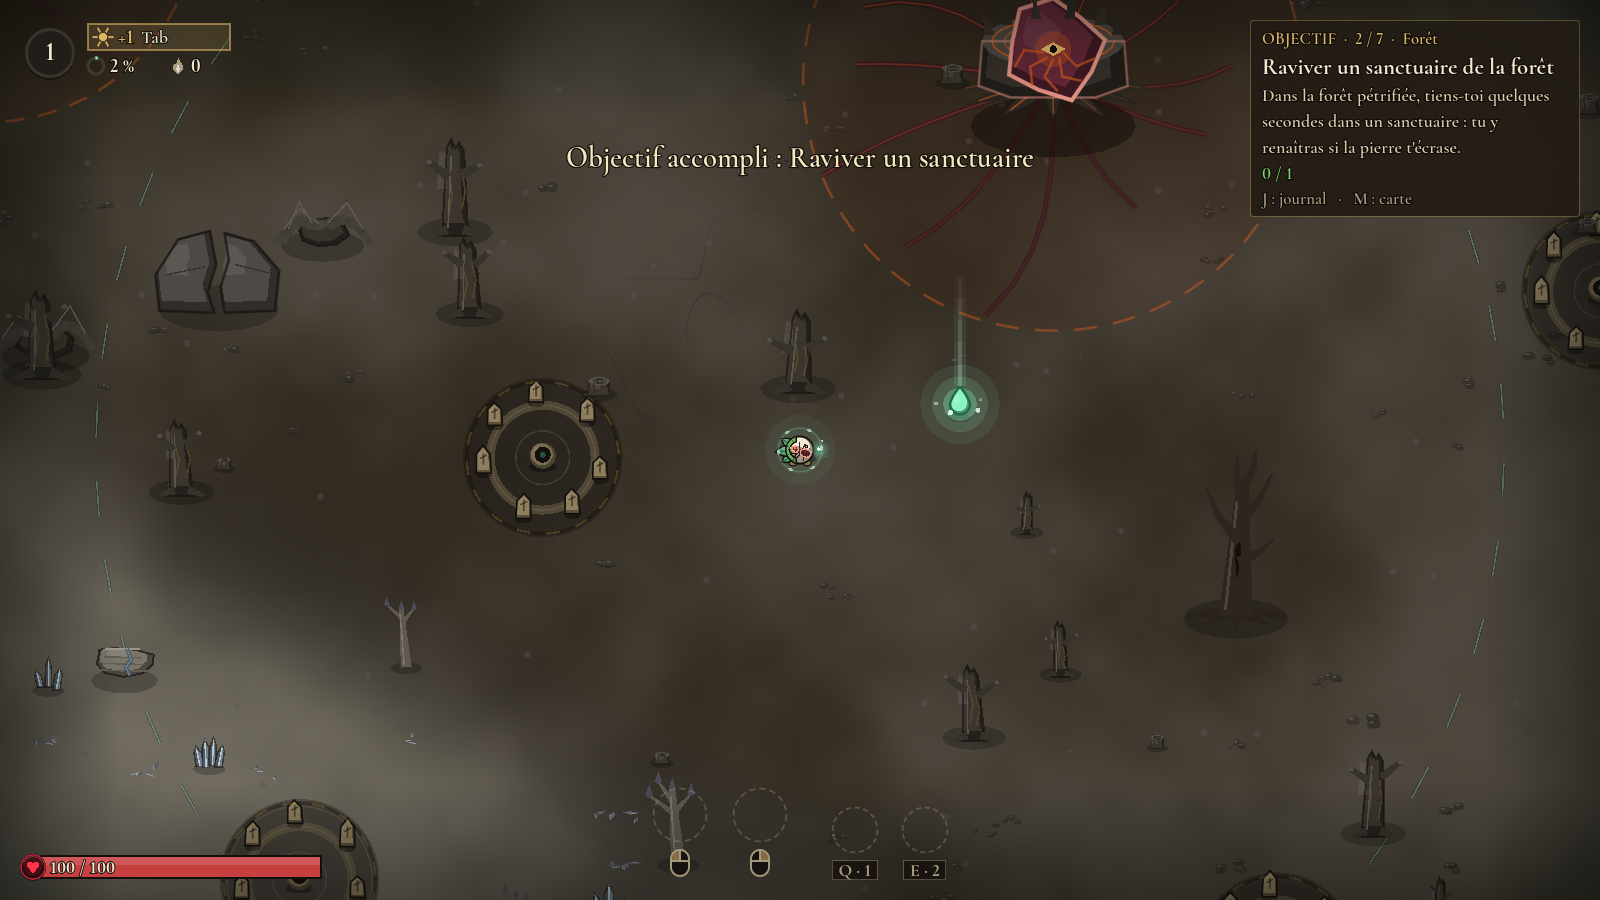 1
+1 Tab
2 %
0
OBJECTIF · 2 / 7 · Forêt
Raviver un sanctuaire de la forêt
Dans la forêt pétrifiée, tiens-toi quelques
secondes dans un sanctuaire : tu y
renaîtras si la pierre t'écrase.
0 / 1
J : journal · M : carte
Objectif accompli : Raviver un sanctuaire
100 / 100
Q · 1
E · 2